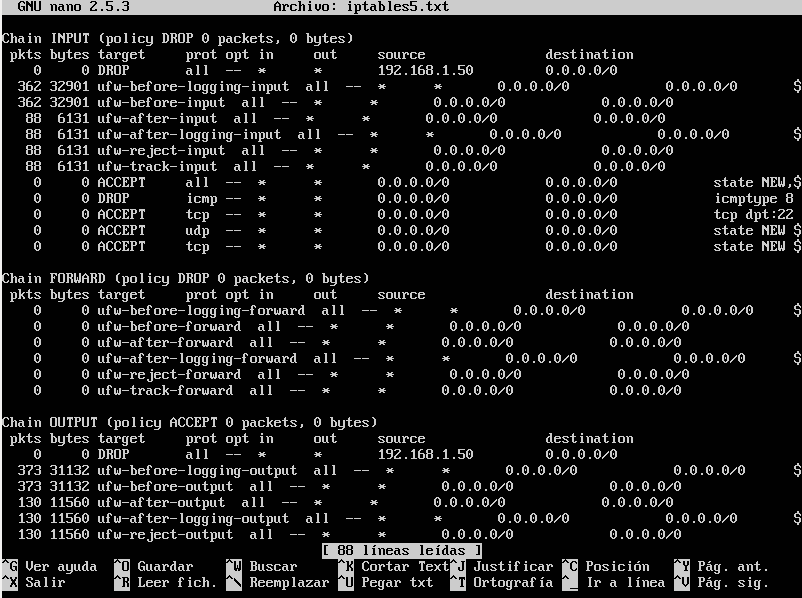 GNU nano 2.5.3 Archivo: iptables5.txt
Chain INPUT (policy DROP 0 packets, 0 bytes)
pkts bytes target prot opt in out source destination
0 0 DROP all -- * * 192.168.1.50 0.0.0.0/0
362 32901 ufw-before-logging-input all -- * * 0.0.0.0/0 0.0.0.0/0 $
362 32901 ufw-before-input all -- * * 0.0.0.0/0 0.0.0.0/0
88 6131 ufw-after-input all -- * * 0.0.0.0/0 0.0.0.0/0
88 6131 ufw-after-logging-input all -- * * 0.0.0.0/0 0.0.0.0/0 $
88 6131 ufw-reject-input all -- * * 0.0.0.0/0 0.0.0.0/0
88 6131 ufw-track-input all -- * * 0.0.0.0/0 0.0.0.0/0
0 0 ACCEPT all -- * * 0.0.0.0/0 0.0.0.0/0 state NEW,$
0 0 DROP icmp -- * * 0.0.0.0/0 0.0.0.0/0 icmptype 8
0 0 ACCEPT tcp -- * * 0.0.0.0/0 0.0.0.0/0 tcp dpt:22
0 0 ACCEPT udp -- * * 0.0.0.0/0 0.0.0.0/0 state NEW $
0 0 ACCEPT tcp -- * * 0.0.0.0/0 0.0.0.0/0 state NEW $
Chain FORWARD (policy DROP 0 packets, 0 bytes)
pkts bytes target prot opt in out source destination
0 0 ufw-before-logging-forward all -- * * 0.0.0.0/0 0.0.0.0/0 $
0 0 ufw-before-forward all -- * * 0.0.0.0/0 0.0.0.0/0
0 0 ufw-after-forward all -- * * 0.0.0.0/0 0.0.0.0/0
0 0 ufw-after-logging-forward all -- * * 0.0.0.0/0 0.0.0.0/0 $
0 0 ufw-reject-forward all -- * * 0.0.0.0/0 0.0.0.0/0
0 0 ufw-track-forward all -- * * 0.0.0.0/0 0.0.0.0/0
Chain OUTPUT (policy ACCEPT 0 packets, 0 bytes)
pkts bytes target prot opt in out source destination
0 0 DROP all -- * * 192.168.1.50 0.0.0.0/0
373 31132 ufw-before-logging-output all -- * * 0.0.0.0/0 0.0.0.0/0 $
373 31132 ufw-before-output all -- * * 0.0.0.0/0 0.0.0.0/0
130 11560 ufw-after-output all -- * * 0.0.0.0/0 0.0.0.0/0
130 11560 ufw-after-logging-output all -- * * 0.0.0.0/0 0.0.0.0/0 $
130 11560 ufw-reject-output all -- * * 0.0.0.0/0 0.0.0.0/0
[ 88 líneas leídas ]
^G Ver ayuda ^O Guardar ^W Buscar ^K Cortar Text ^J Justificar ^C Posición ^Y Pág. ant.
^X Salir ^R Leer fich. ^\ Reemplazar ^U Pegar txt ^T Ortografía ^_ Ir a línea ^V Pág. sig.